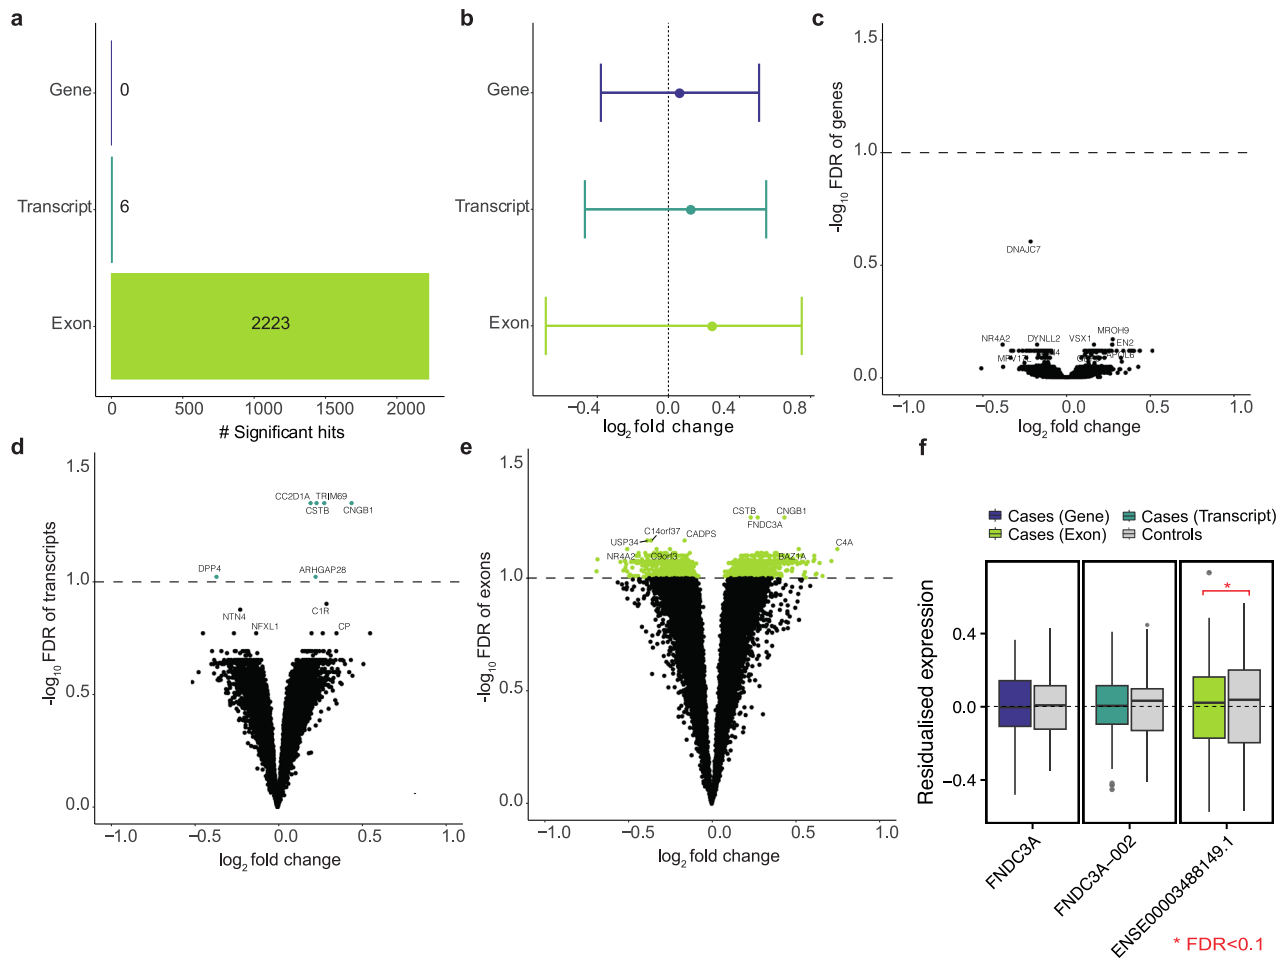 a
Gene
0
Transcript
6
Exon
2223
0
500
1000
1500
2000
# Significant hits
b
Gene
Transcript
Exon
−0.4
0.0
0.4
0.8
log2 fold change
c
1.5
1.0
0.5
0.0
-log10 FDR of genes
DNAJC7
NR4A2
DYNLL2
VSX1
MROH9
EN2
−1.0
−0.5
0.0
0.5
1.0
log2 fold change
d
1.5
1.0
0.5
0.0
-log10 FDR of transcripts
CC2D1A
TRIM69
CSTB
CNGB1
DPP4
ARHGAP28
NTN4
C1R
NFXL1
CP
−1.0
−0.5
0.0
0.5
1.0
log2 fold change
e
1.5
1.0
0.5
0.0
-log10 FDR of exons
CSTB
CNGB1
FNDC3A
C14orf37
USP34
CADPS
C4A
NR4A2
C9orf3
BAZ1A
−1.0
−0.5
0.0
0.5
1.0
log2 fold change
f
Cases (Gene)
Cases (Transcript)
Cases (Exon)
Controls
Residualised expression
0.4
0.0
−0.4
*
FNDC3A
FNDC3A−002
ENSE00003488149.1
* FDR<0.1